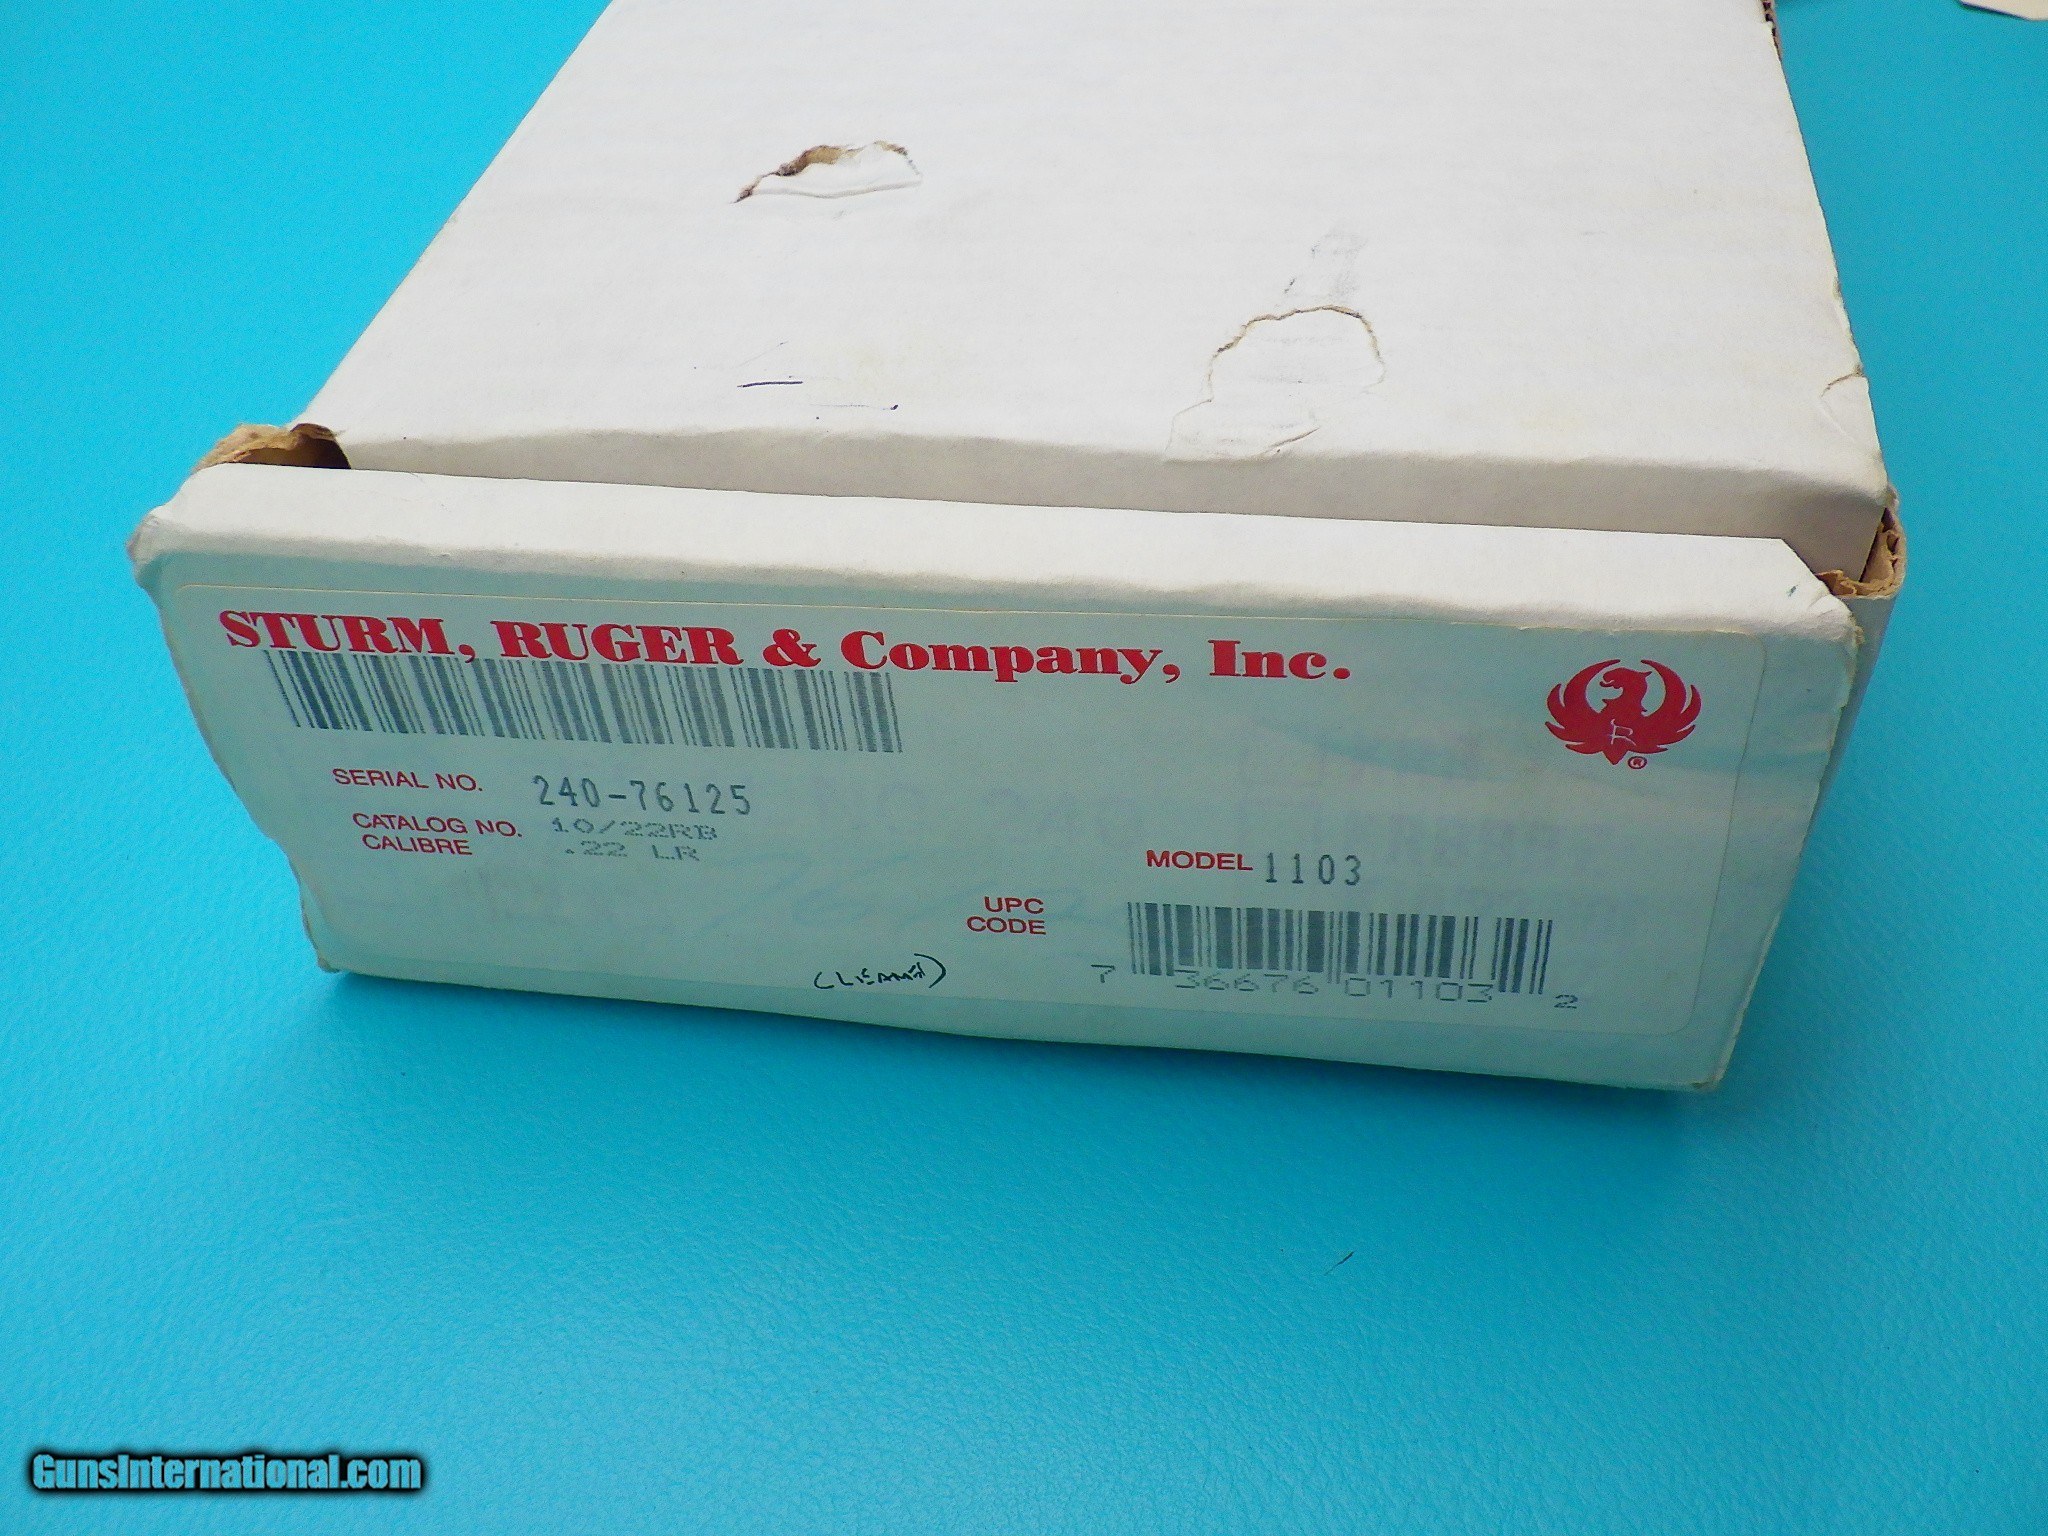 STURM, RUGER & Company, Inc.
R
®
SERIAL NO. 240-76125
CATALOG NO. 10/22RB
CALIBRE .22 LR
MODEL 1103
UPC
CODE
7 36676 01103 2
GunsInternational.com